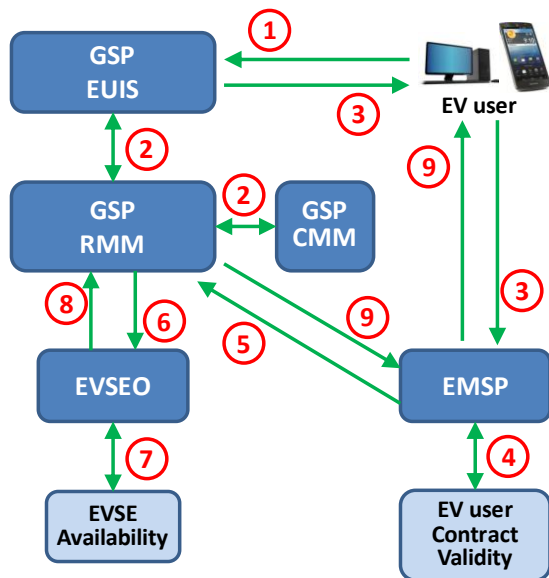 1
GSP
EUIS
3
EV user
2
9
GSP
RMM
2
GSP
CMM
8
6
5
9
3
EVSEO
EMSP
7
4
EVSE
Availability
EV user
Contract
Validity